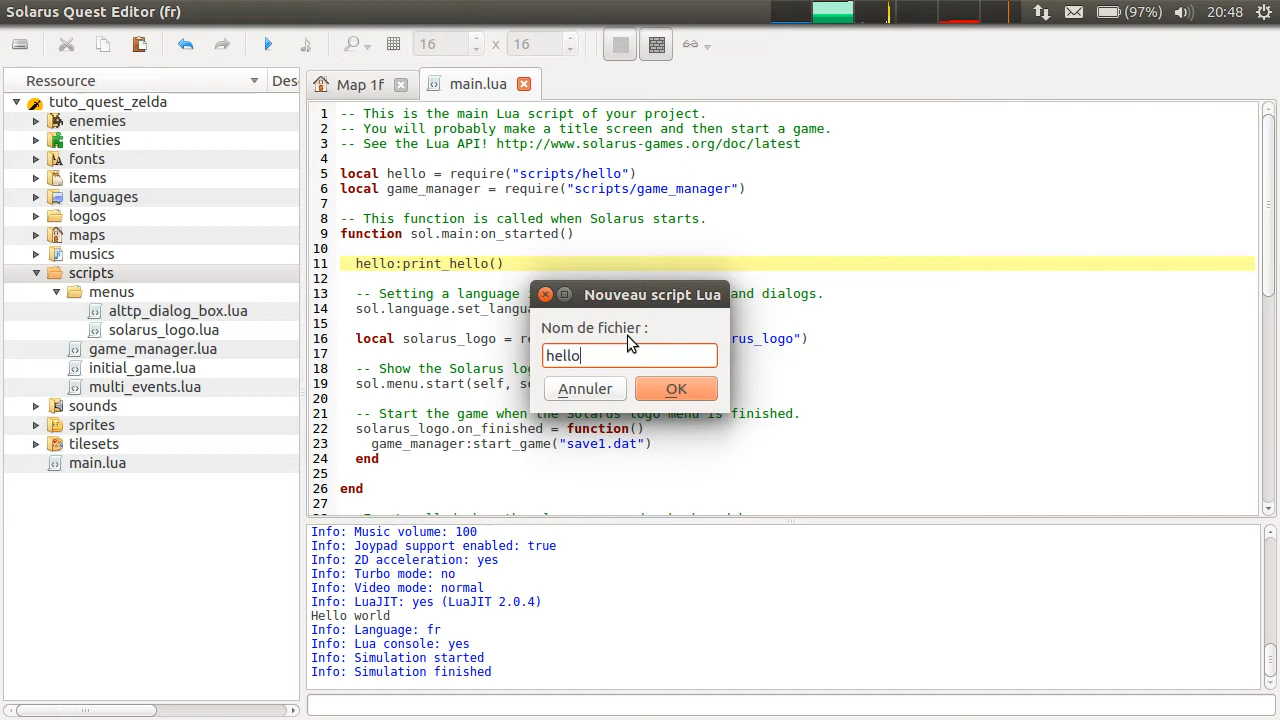 Solarus Quest Editor (fr)
(97%)
20:48
16
x
16
Ressource
Des
Map 1f
main.lua
tuto_quest_zelda
enemies
entities
fonts
items
languages
logos
maps
musics
scripts
menus
alttp_dialog_box.lua
solarus_logo.lua
game_manager.lua
initial_game.lua
multi_events.lua
sounds
sprites
tilesets
main.lua
1 -- This is the main Lua script of your project.
2 -- You will probably make a title screen and then start a game.
3 -- See the Lua API! http://www.solarus-games.org/doc/latest
4
5 local hello = require("scripts/hello")
6 local game_manager = require("scripts/game_manager")
7
8 -- This function is called when Solarus starts.
9 function sol.main:on_started()
10
11 hello:print_hello()
12
13 -- Setting a language and dialogs.
14 sol.language.set_langu
15
16 local solarus_logo = re rus_logo")
17
18 -- Show the Solarus log
19 sol.menu.start(self, so
20
21 -- Start the game when the Solarus logo menu is finished.
22 solarus_logo.on_finished = function()
23 game_manager:start_game("save1.dat")
24 end
25
26 end
27
Nouveau script Lua
Nom de fichier :
hello
Annuler
OK
Info: Music volume: 100
Info: Joypad support enabled: true
Info: 2D acceleration: yes
Info: Turbo mode: no
Info: Video mode: normal
Info: LuaJIT: yes (LuaJIT 2.0.4)
Hello world
Info: Language: fr
Info: Lua console: yes
Info: Simulation started
Info: Simulation finished